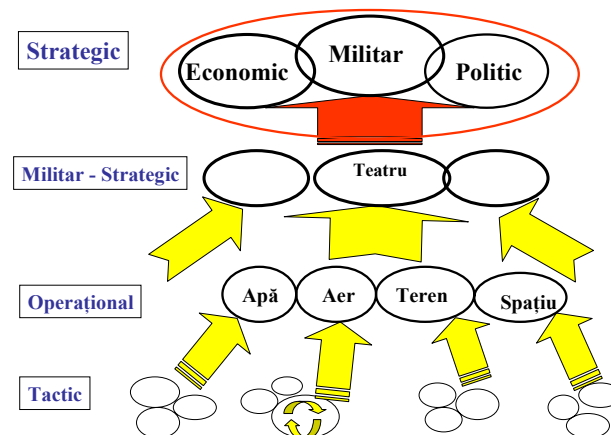 Strategic
Economic
Militar
Politic
Militar - Strategic
Teatru
Operațional
Apă
Aer
Teren
Spațiu
Tactic